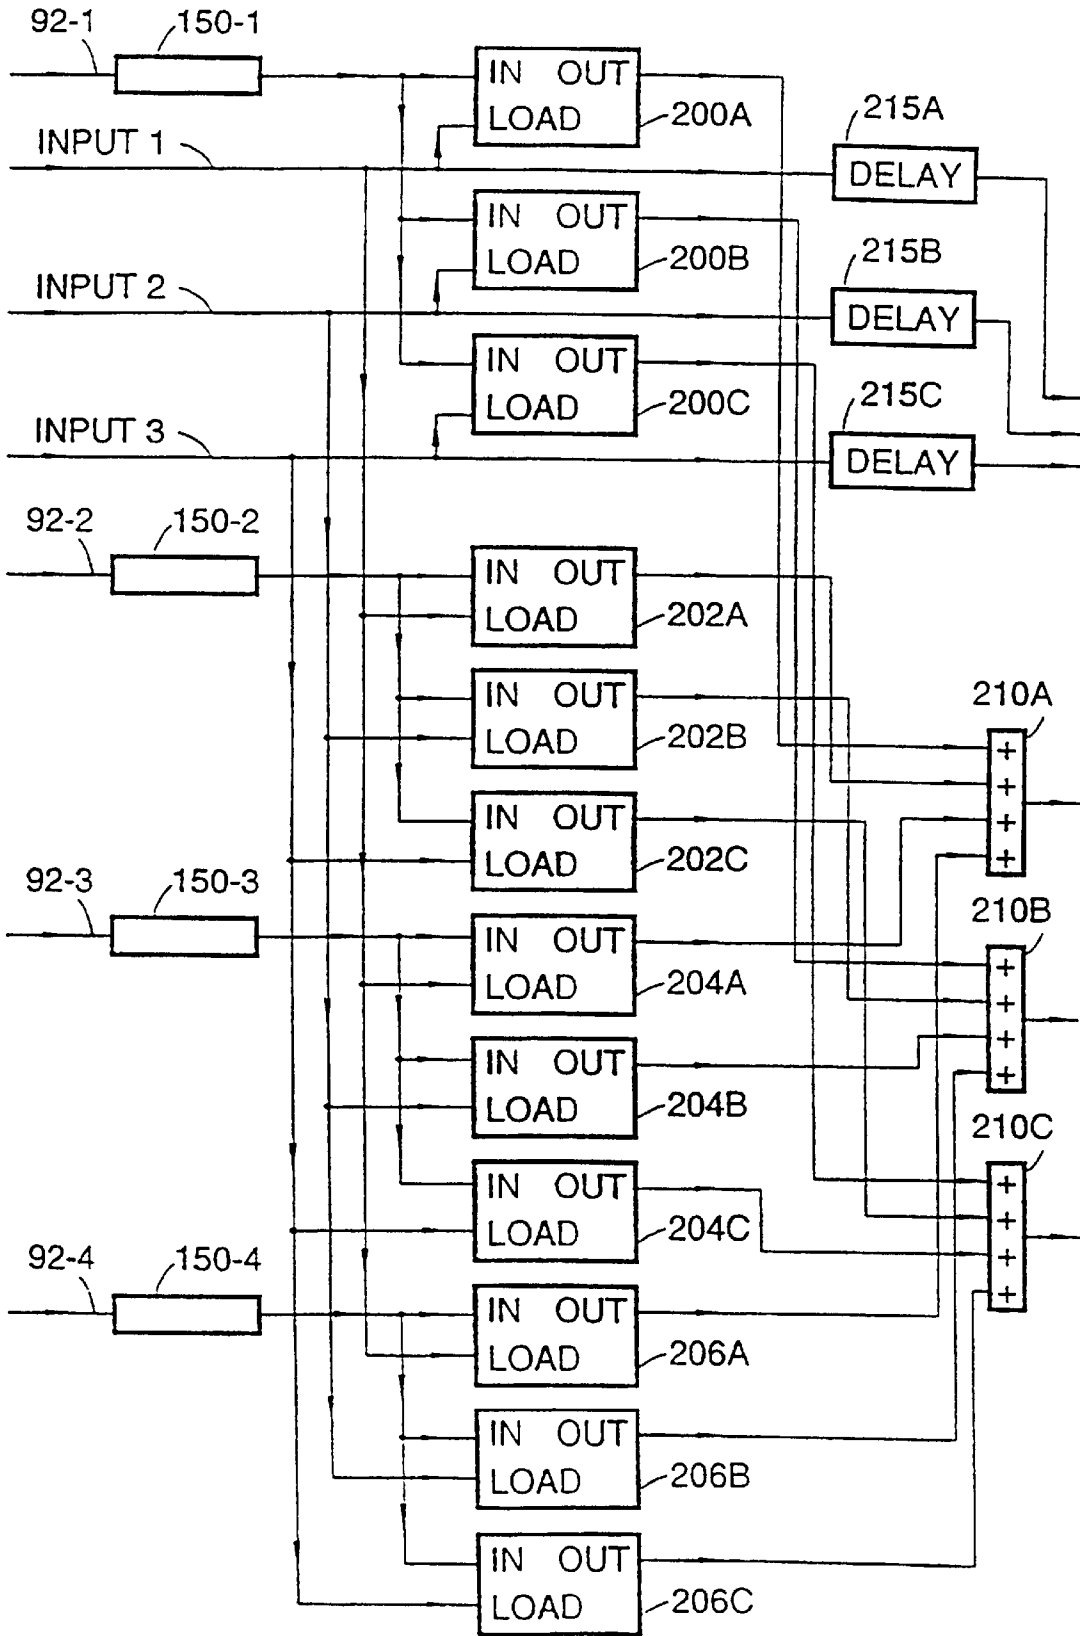 92-1 150-1
IN OUT
LOAD
200A
INPUT 1
215A
DELAY
IN OUT
LOAD
200B
INPUT 2
215B
DELAY
IN OUT
LOAD
200C
INPUT 3
215C
DELAY
92-2 150-2
IN OUT
LOAD
202A
IN OUT
LOAD
202B
210A
+
+
+
+
IN OUT
LOAD
202C
92-3 150-3
IN OUT
LOAD
204A
210B
+
+
+
+
IN OUT
LOAD
204B
210C
+
+
+
+
IN OUT
LOAD
204C
92-4 150-4
IN OUT
LOAD
206A
IN OUT
LOAD
206B
IN OUT
LOAD
206C